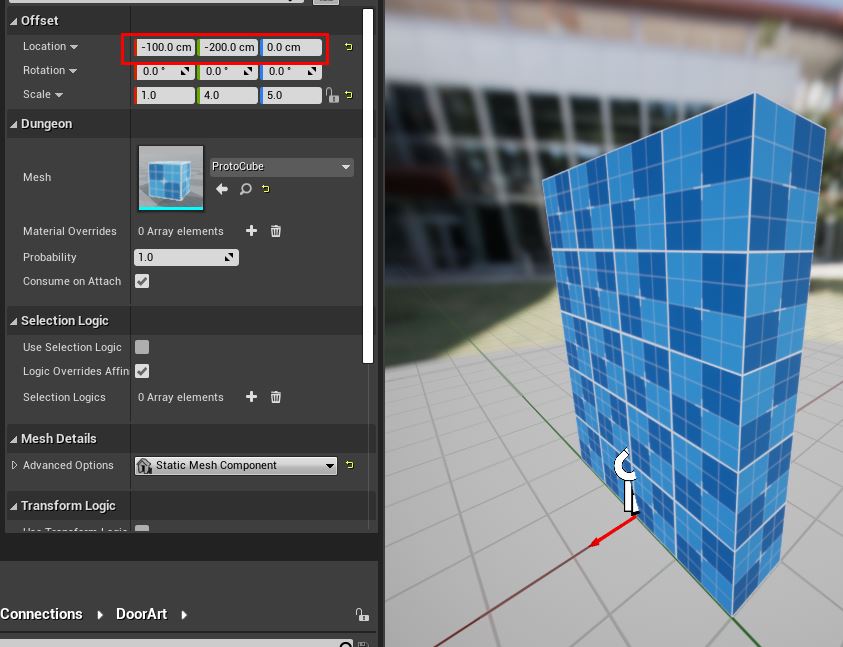 Offset
Location -100.0 cm -200.0 cm 0.0 cm
Rotation 0.0 ° 0.0 ° 0.0 °
Scale 1.0 4.0 5.0
Dungeon
Mesh ProtoCube
Material Overrides 0 Array elements
Probability 1.0
Consume on Attach
Selection Logic
Use Selection Logic
Logic Overrides Affin
Selection Logics 0 Array elements
Mesh Details
Advanced Options Static Mesh Component
Transform Logic
Use Transform Logic
Connections DoorArt